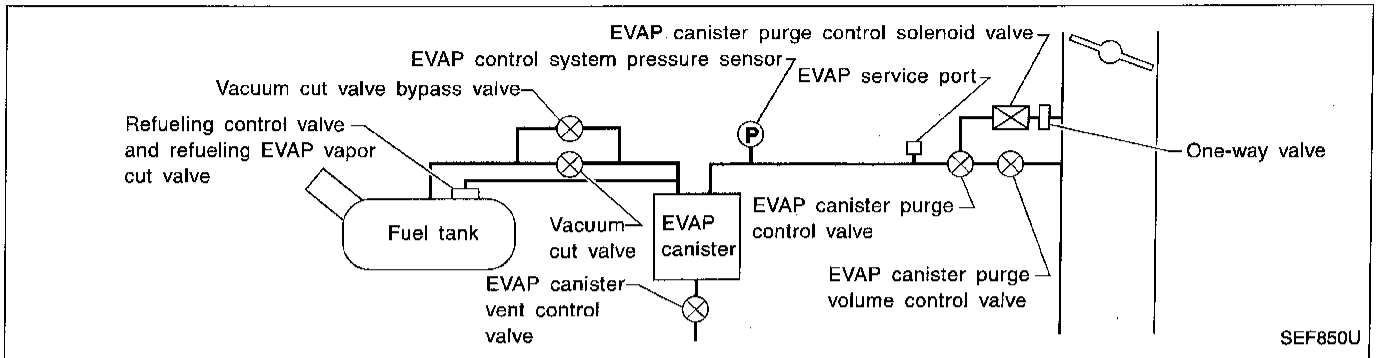 EVAP canister purge control solenoid valve
EVAP control system pressure sensor
EVAP service port
Vacuum cut valve bypass valve
Refueling control valve
and refueling EVAP vapor
cut valve
P
One-way valve
Fuel tank
Vacuum
cut valve
EVAP
canister
EVAP canister purge
control valve
EVAP canister
vent control
valve
EVAP canister purge
volume control valve
SEF850U